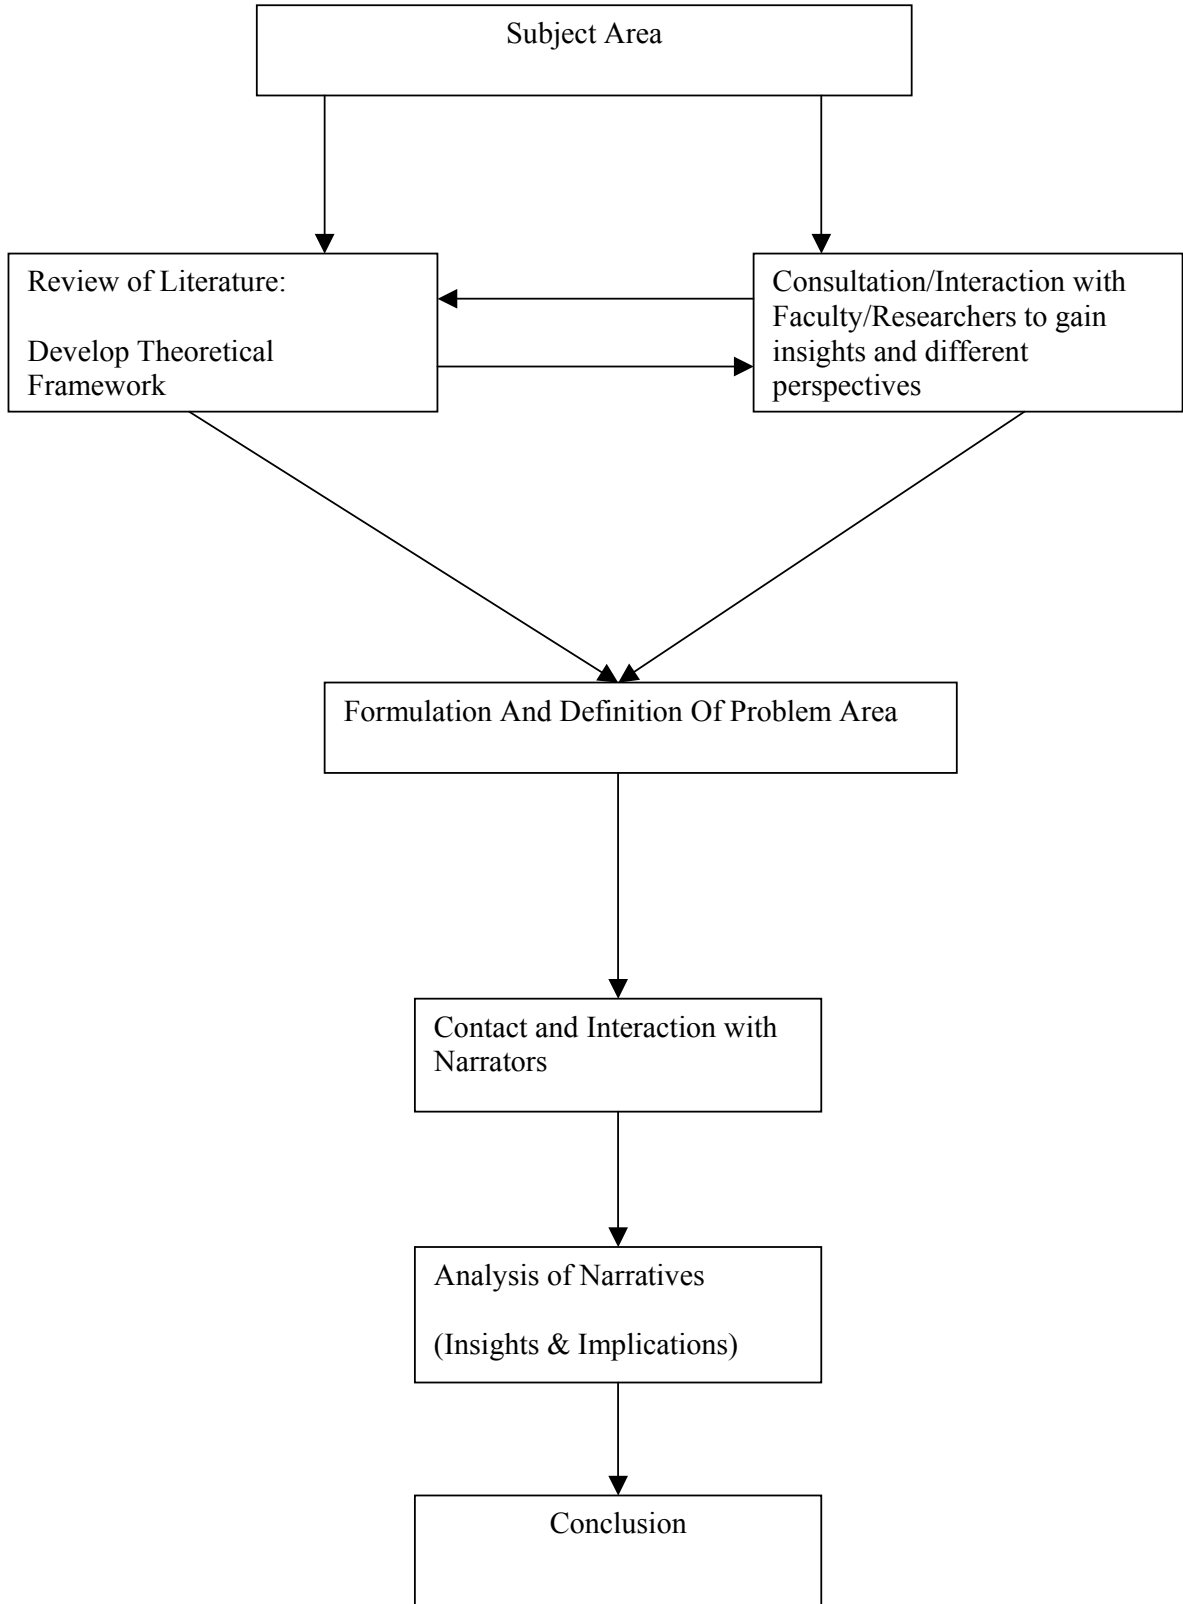 Subject Area
Review of Literature:
Develop Theoretical
Framework
Consultation/Interaction with
Faculty/Researchers to gain
insights and different
perspectives
Formulation And Definition Of Problem Area
Contact and Interaction with
Narrators
Analysis of Narratives
(Insights & Implications)
Conclusion